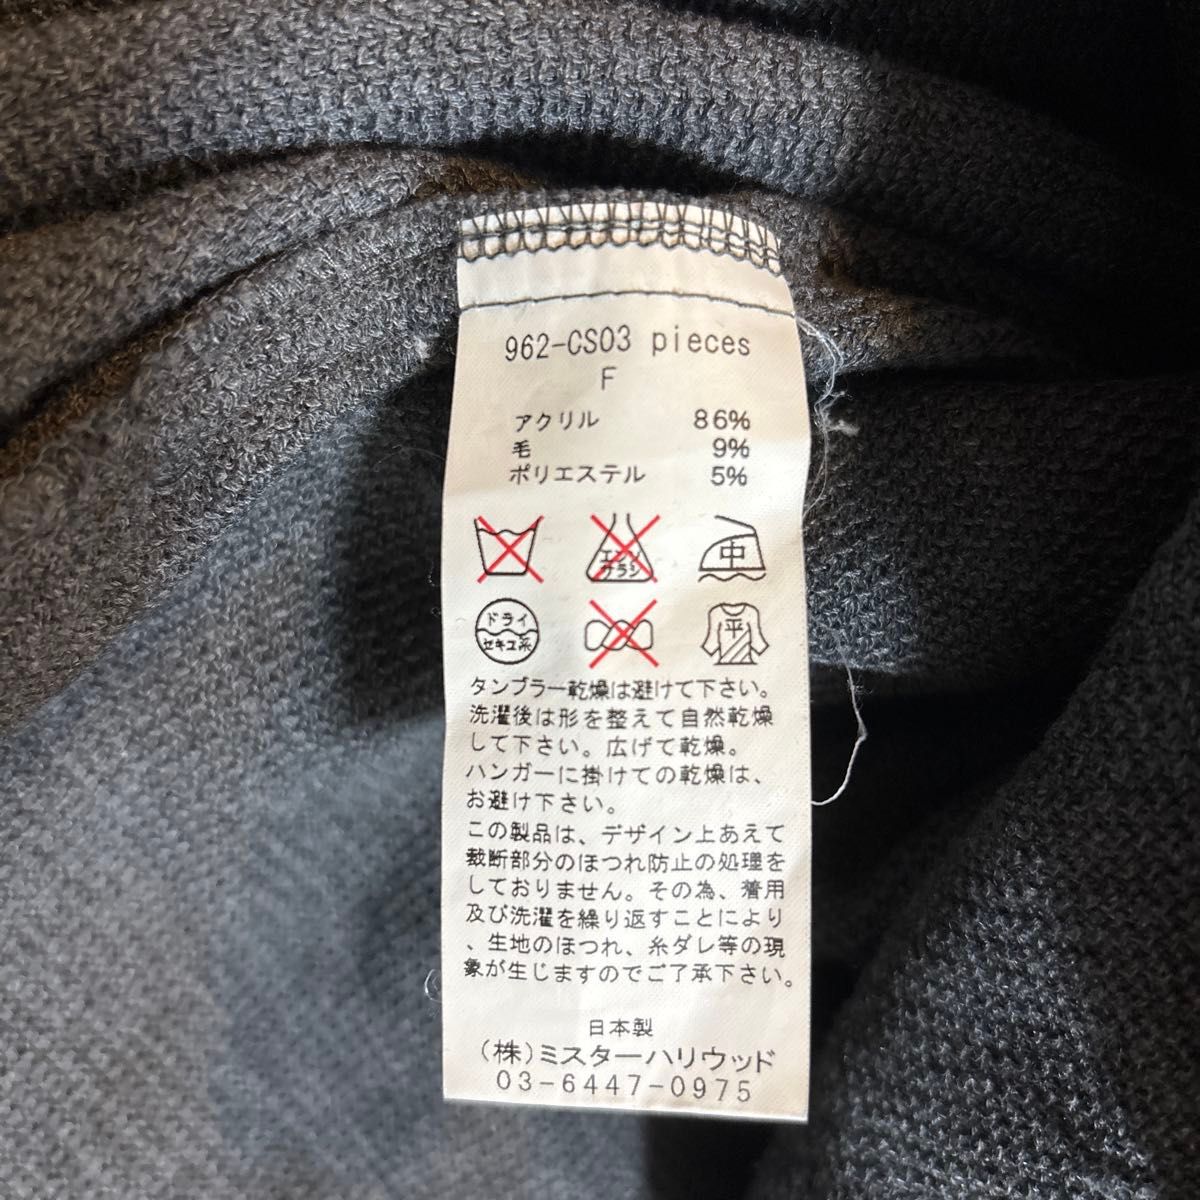 962-CS03 pieces
F
アクリル 86%
毛 9%
ポリエステル 5%
エンソ
サラシ
中
ドライ
セキユ系
平
タンブラー乾燥は避けて下さい。
洗濯後は形を整えて自然乾燥
して下さい。広げて乾燥。
ハンガーに掛けての乾燥は、
お避け下さい。
この製品は、デザイン上あえて
裁断部分のほつれ防止の処理を
しておりません。その為、着用
及び洗濯を繰り返すことにより
、生地のほつれ、糸ダレ等の現
象が生じますのでご了承下さい。
日本製
(株)ミスターハリウッド
03-6447-0975